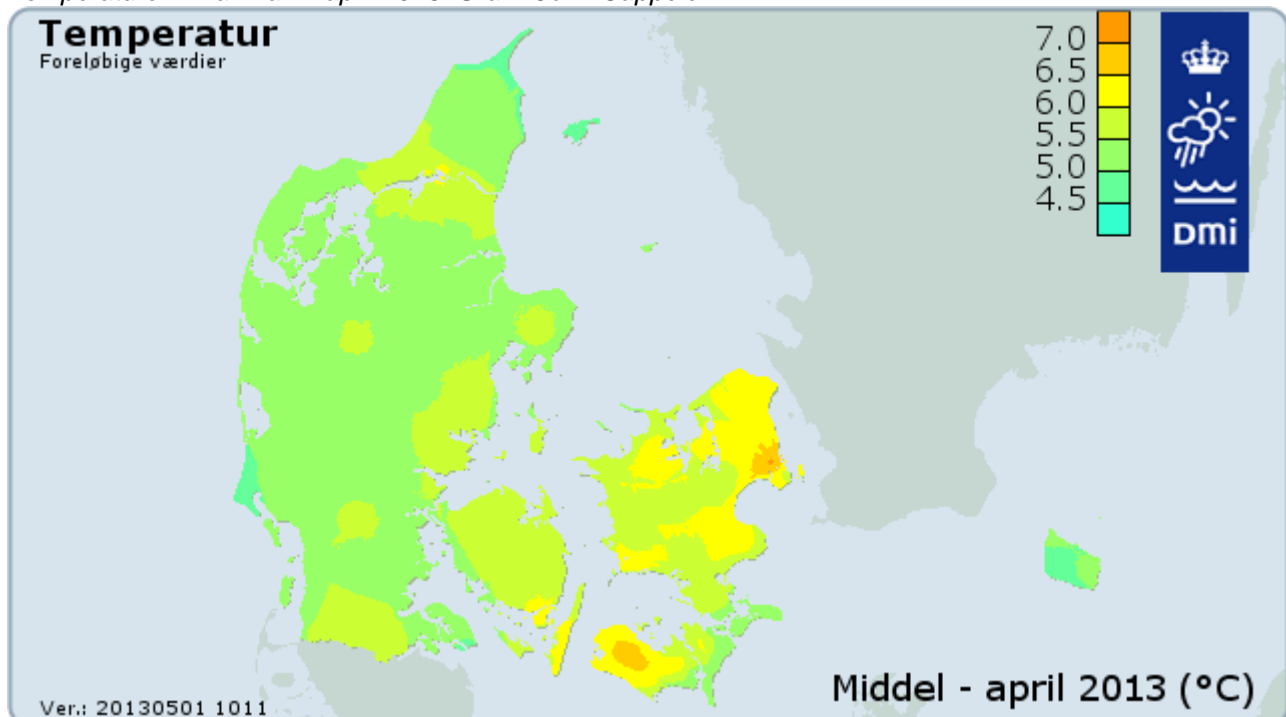 Temperatur
Foreløbige værdier
7.0
6.5
6.0
5.5
5.0
4.5
DMi
Middel - april 2013 (°C)
Ver.: 20130501 1011